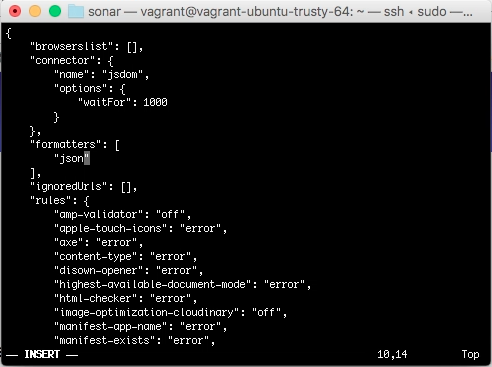 sonar — vagrant@vagrant-ubuntu-trusty-64: ~ — ssh ‹ sudo —...
{
    "browserslist": [],
    "connector": {
        "name": "jsdom",
        "options": {
            "waitFor": 1000
        }
    },
    "formatters": [
        "json"
    ],
    "ignoredUrls": [],
    "rules": {
        "amp-validator": "off",
        "apple-touch-icons": "error",
        "axe": "error",
        "content-type": "error",
        "disown-opener": "error",
        "highest-available-document-mode": "error",
        "html-checker": "error",
        "image-optimization-cloudinary": "off",
        "manifest-app-name": "error",
        "manifest-exists": "error",
-- INSERT -- 10,14 Top